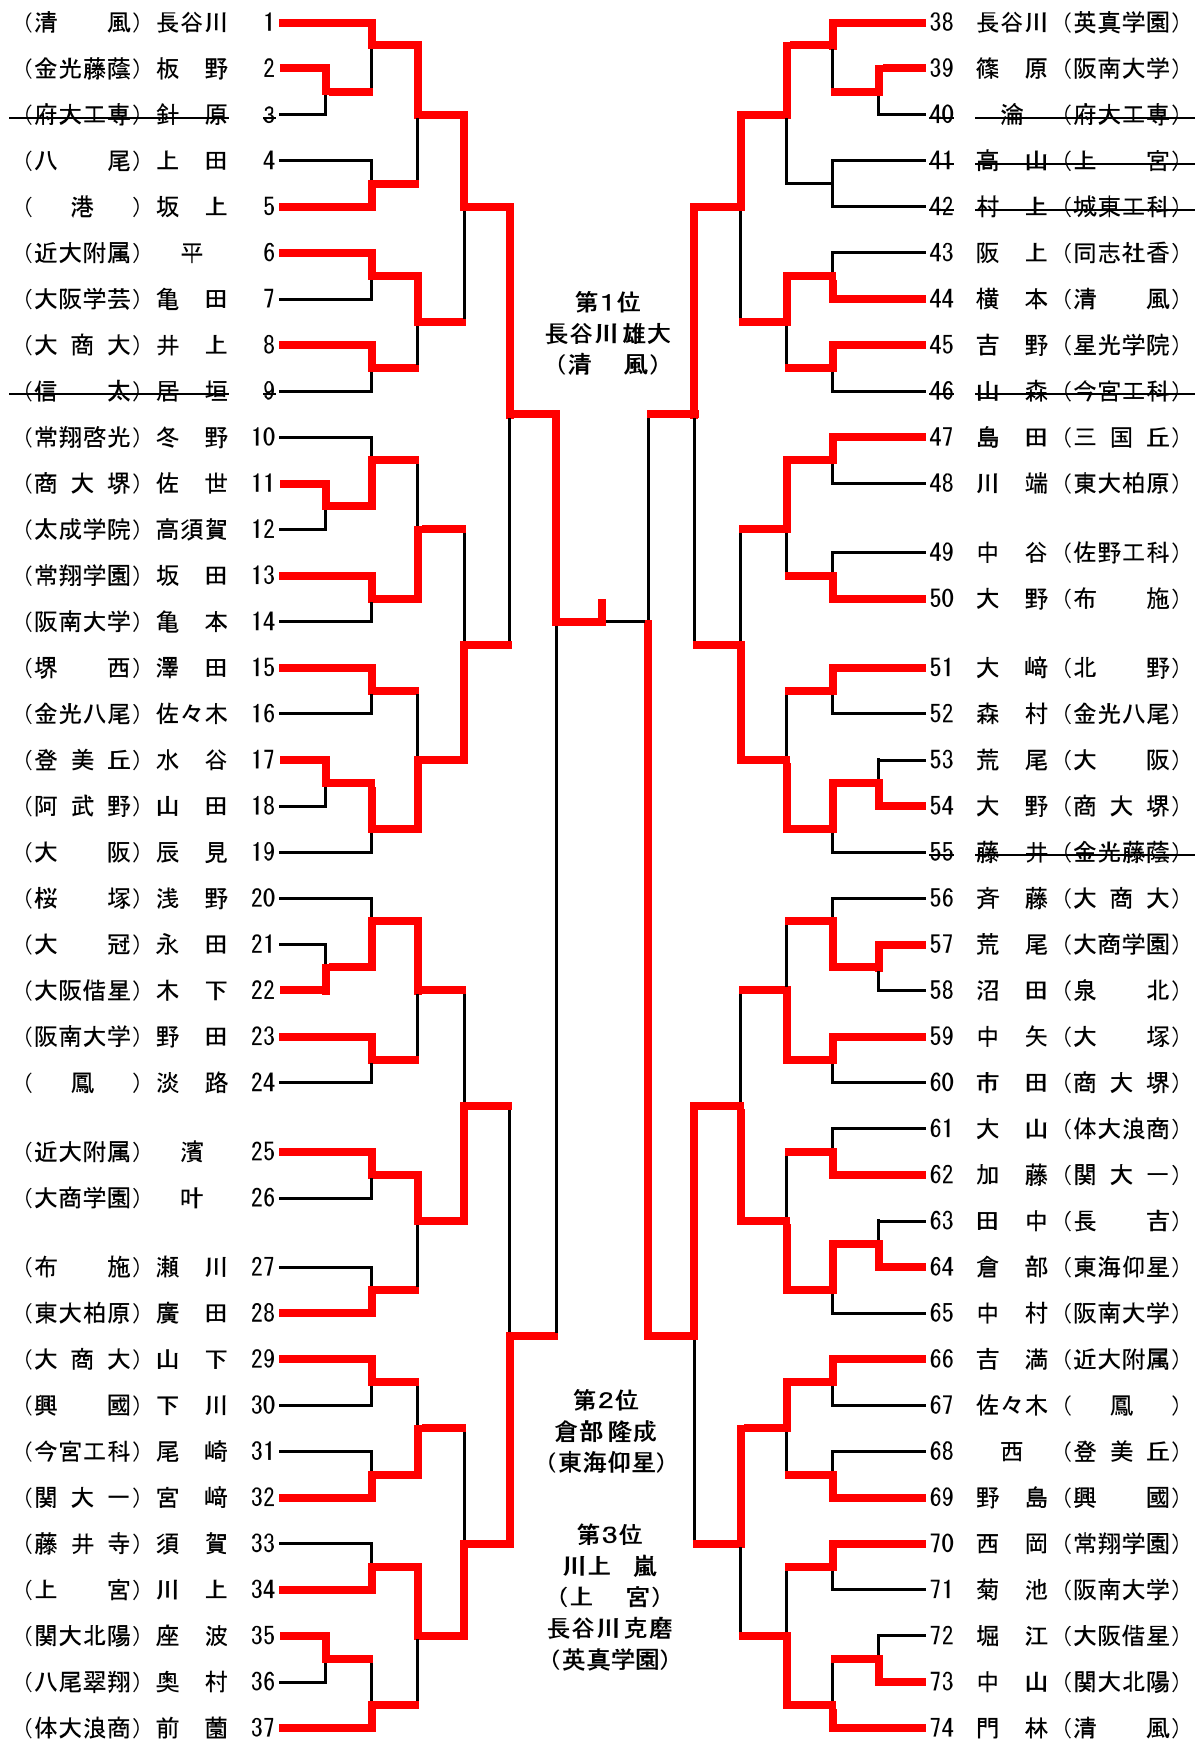 (清　風) 長谷川 1
(金光藤蔭) 板野 2
(府大工専) 針原 3
(八　尾) 上田 4
(　港　) 坂上 5
(近大附属) 平 6
(大阪学芸) 亀田 7
(大商大) 井上 8
(信　太) 居垣 9
(常翔啓光) 冬野 10
(商大堺) 佐世 11
(太成学院) 高須賀 12
(常翔学園) 坂田 13
(阪南大学) 亀本 14
(堺　西) 澤田 15
(金光八尾) 佐々木 16
(登美丘) 水谷 17
(阿武野) 山田 18
(大　阪) 辰見 19
(桜　塚) 浅野 20
(大　冠) 永田 21
(大阪偕星) 木下 22
(阪南大学) 野田 23
(　鳳　) 淡路 24
(近大附属) 濱 25
(大商学園) 叶 26
(布　施) 瀬川 27
(東大柏原) 廣田 28
(大商大) 山下 29
(興　國) 下川 30
(今宮工科) 尾崎 31
(関大一) 宮﨑 32
(藤井寺) 須賀 33
(上　宮) 川上 34
(関大北陽) 座波 35
(八尾翠翔) 奥村 36
(体大浪商) 前薗 37
第1位
長谷川雄大
(清　風)
第2位
倉部隆成
(東海仰星)
第3位
川上　嵐
(上　宮)
長谷川克磨
(英真学園)
38 長谷川 (英真学園)
39 篠原 (阪南大学)
40 瀹 (府大工専)
41 高山 (上　宮)
42 村上 (城東工科)
43 阪上 (同志社香)
44 横本 (清　風)
45 吉野 (星光学院)
46 山森 (今宮工科)
47 島田 (三国丘)
48 川端 (東大柏原)
49 中谷 (佐野工科)
50 大野 (布　施)
51 大﨑 (北　野)
52 森村 (金光八尾)
53 荒尾 (大　阪)
54 大野 (商大堺)
55 藤井 (金光藤蔭)
56 斉藤 (大商大)
57 荒尾 (大商学園)
58 沼田 (泉　北)
59 中矢 (大　塚)
60 市田 (商大堺)
61 大山 (体大浪商)
62 加藤 (関大一)
63 田中 (長　吉)
64 倉部 (東海仰星)
65 中村 (阪南大学)
66 吉満 (近大附属)
67 佐々木 (　鳳　)
68 西 (登美丘)
69 野島 (興　國)
70 西岡 (常翔学園)
71 菊池 (阪南大学)
72 堀江 (大阪偕星)
73 中山 (関大北陽)
74 門林 (清　風)